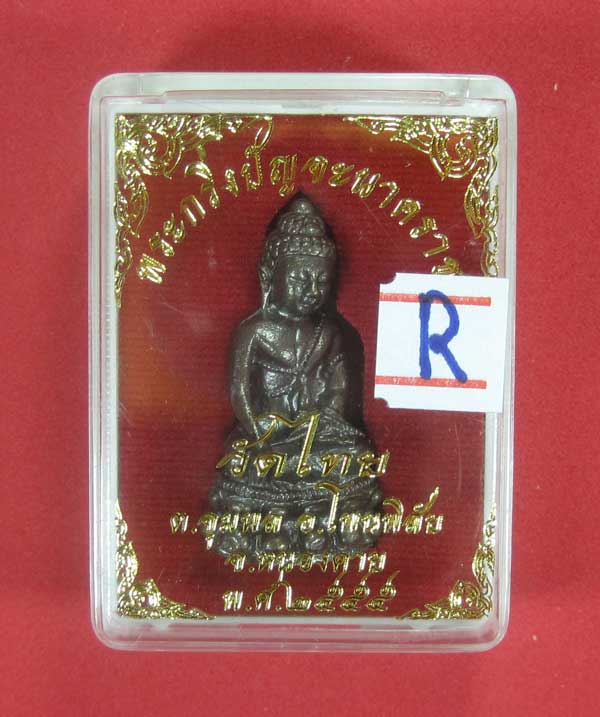 พระกริ่งปัญจะนาคราช
R
วัดไทย
ต.จุมพล อ.โพนพิสัย
จ.หนองคาย
พ.ศ.๒๕๕๕